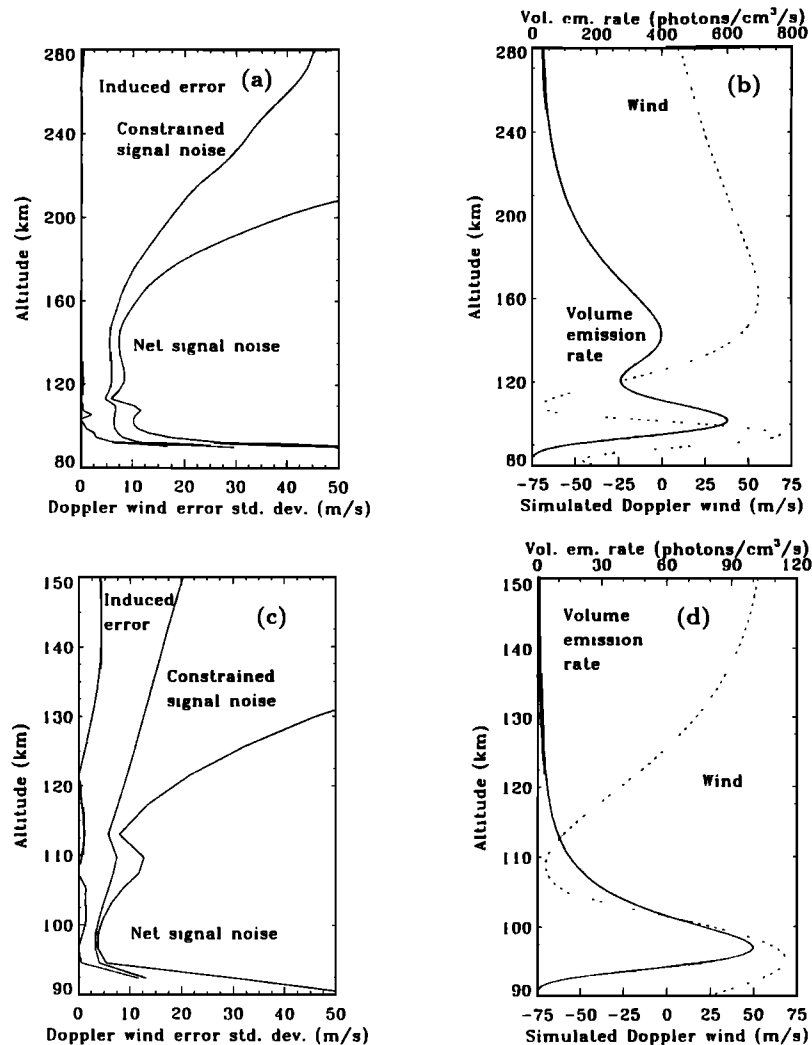 Vol. em. rate (photons/cm³/s)
0 200 400 600 800
280
240
200
160
120
80
Altitude (km)
(a)
Induced error
Constrained
signal noise
Net signal noise
0 10 20 30 40 50
Doppler wind error std. dev. (m/s)
280
240
200
160
120
80
Altitude (km)
(b)
Wind
Volume
emission
rate
-75 -50 -25 0 25 50 75
Simulated Doppler wind (m/s)
150
140
130
120
110
100
90
Altitude (km)
Induced
error
(c)
Constrained
signal noise
Net signal noise
0 10 20 30 40 50
Doppler wind error std. dev. (m/s)
Vol. em. rate (photons/cm³/s)
0 30 60 90 120
150
140
130
120
110
100
90
Altitude (km)
Volume
emission
rate
(d)
Wind
-75 -50 -25 0 25 50 75
Simulated Doppler wind (m/s)